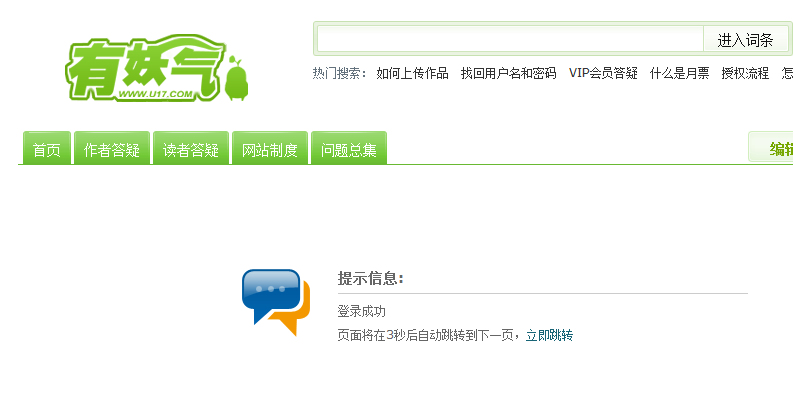 有妖气
WWW.U17.COM
进入词条
热门搜索： 如何上传作品 找回用户名和密码 VIP会员答疑 什么是月票 授权流程 怎
首页 作者答疑 读者答疑 网站制度 问题总集
编辑
提示信息:
登录成功
页面将在3秒后自动跳转到下一页，立即跳转